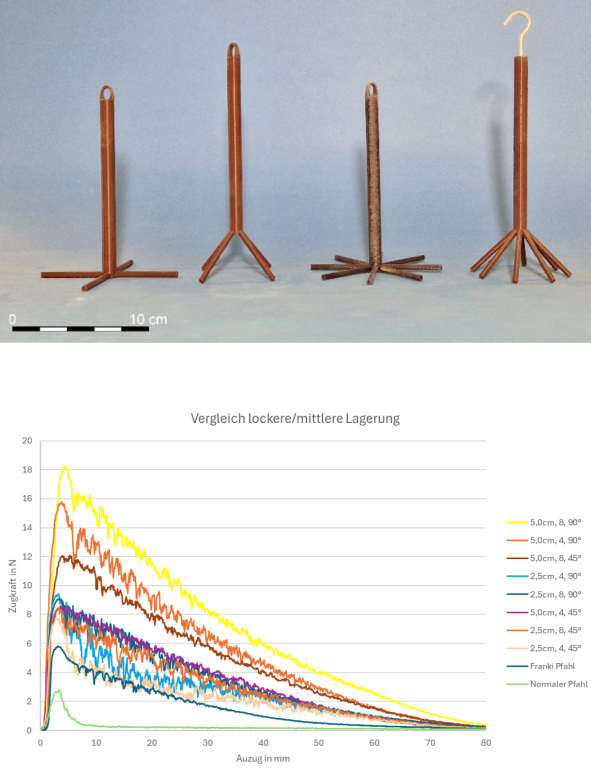 0
10 cm
Vergleich lockere/mittlere Lagerung
20
18
16
14
12
10
8
6
4
2
0
Zugkraft in N
0 10 20 30 40 50 60 70 80
Auzug in mm
5,0cm, 8, 90°
5,0cm, 4, 90°
5,0cm, 8, 45°
2,5cm, 4, 90°
2,5cm, 8, 90°
5,0cm, 4, 45°
2,5cm, 8, 45°
2,5cm, 4, 45°
Franki Pfahl
Normaler Pfahl